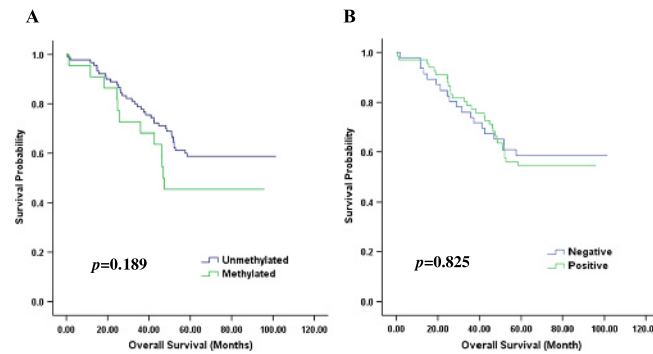 A
B
1.0
0.8
0.6
0.4
0.2
0.0
Survival Probability
p=0.189
Unmethylated
Methylated
0.00 20.00 40.00 60.00 80.00 100.00 120.00
Overall Survival (Months)
1.0
0.8
0.6
0.4
0.2
0.0
Survival Probability
p=0.825
Negative
Positive
0.00 20.00 40.00 60.00 80.00 100.00 120.00
Overall Survival (Month)